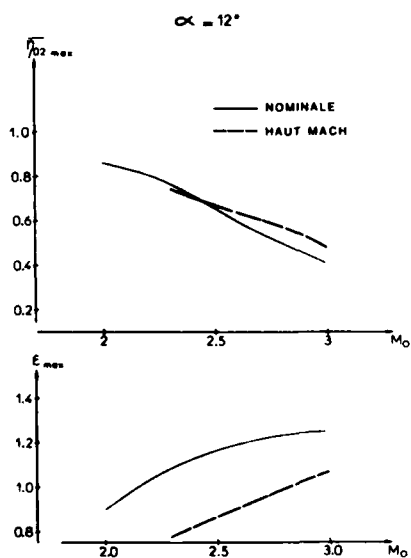 α = 12°
η02 max
NOMINALE
HAUT MACH
1.0
0.8
0.6
0.4
0.2
2
2.5
3
M₀
ε max
1.4
1.2
1.0
0.8
2.0
2.5
3.0
M₀